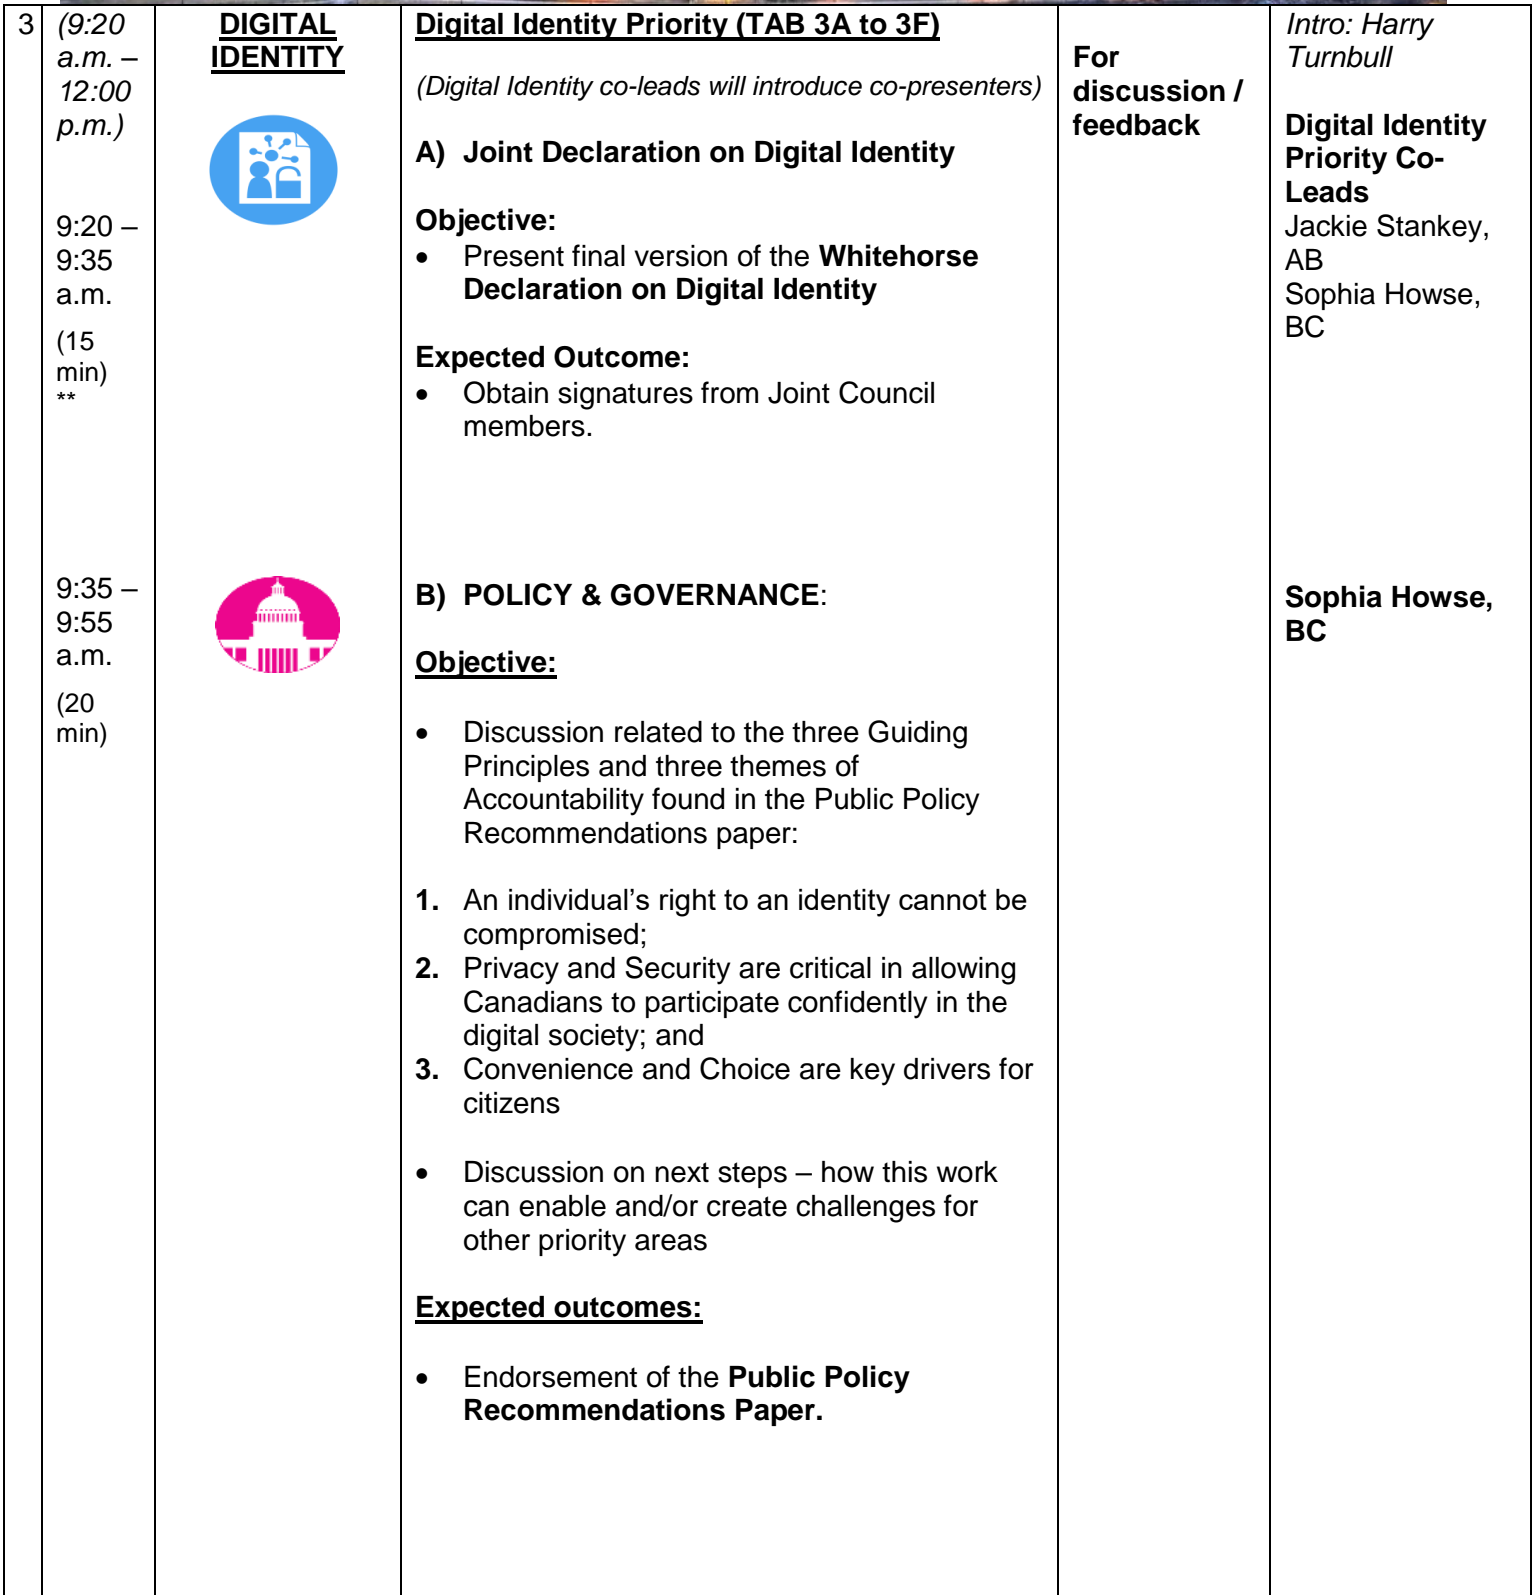 3
(9:20
a.m. –
12:00
p.m.)
DIGITAL
IDENTITY
Digital Identity Priority (TAB 3A to 3F)
(Digital Identity co-leads will introduce co-presenters)
For
discussion /
feedback
Intro: Harry
Turnbull
9:20 –
9:35
a.m.
(15
min)
**
A) Joint Declaration on Digital Identity
Objective:
• Present final version of the Whitehorse
Declaration on Digital Identity
Expected Outcome:
• Obtain signatures from Joint Council
members.
Digital Identity
Priority Co-
Leads
Jackie Stankey,
AB
Sophia Howse,
BC
9:35 –
9:55
a.m.
(20
min)
B) POLICY & GOVERNANCE:
Objective:
• Discussion related to the three Guiding
Principles and three themes of
Accountability found in the Public Policy
Recommendations paper:
1. An individual’s right to an identity cannot be
compromised;
2. Privacy and Security are critical in allowing
Canadians to participate confidently in the
digital society; and
3. Convenience and Choice are key drivers for
citizens
• Discussion on next steps – how this work
can enable and/or create challenges for
other priority areas
Expected outcomes:
• Endorsement of the Public Policy
Recommendations Paper.
Sophia Howse,
BC